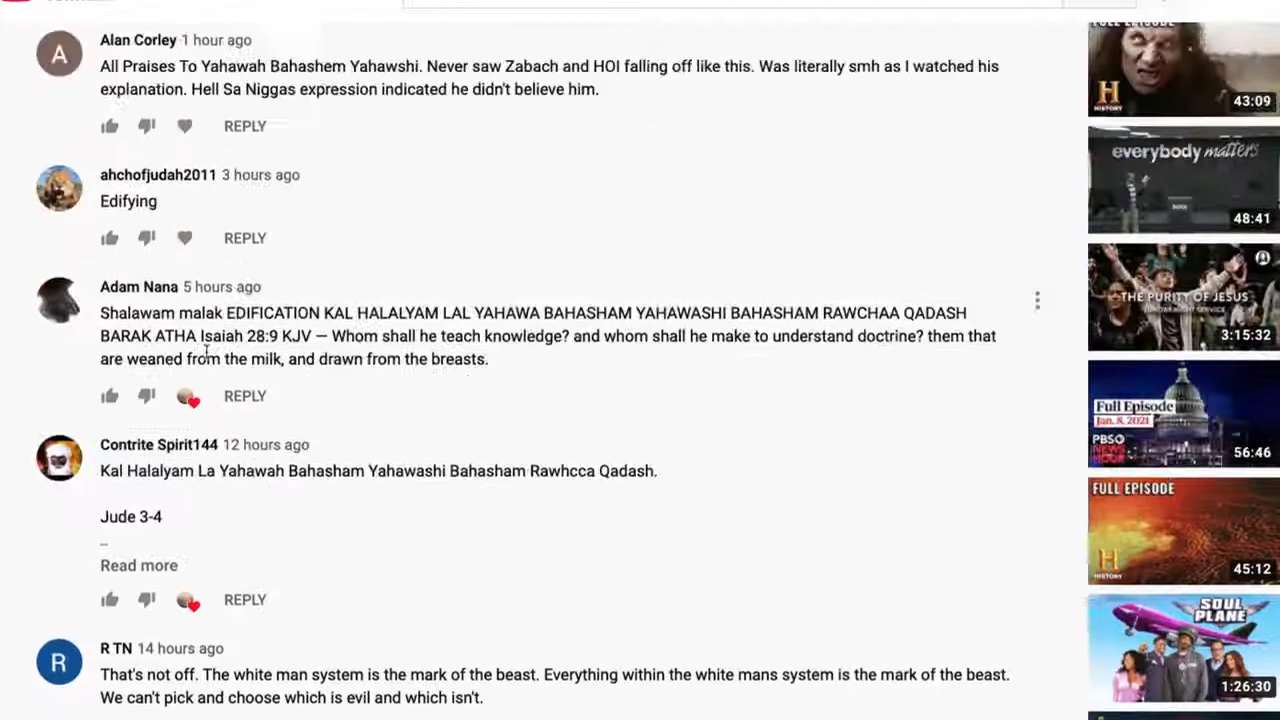 Alan Corley 1 hour ago
All Praises To Yahawah Bahashem Yahawshi. Never saw Zabach and HOI falling off like this. Was literally smh as I watched his
explanation. Hell Sa Niggas expression indicated he didn't believe him.
REPLY
ahchofjudah2011 3 hours ago
Edifying
REPLY
Adam Nana 5 hours ago
Shalawam malak EDIFICATION KAL HALALYAM LAL YAHAWA BAHASHAM YAHAWASHI BAHASHAM RAWCHAA QADASH
BARAK ATHA Isaiah 28:9 KJV — Whom shall he teach knowledge? and whom shall he make to understand doctrine? them that
are weaned from the milk, and drawn from the breasts.
REPLY
Contrite Spirit144 12 hours ago
Kal Halalyam La Yahawah Bahasham Yahawashi Bahasham Rawhcca Qadash.
Jude 3-4
Read more
REPLY
R TN 14 hours ago
That's not off. The white man system is the mark of the beast. Everything within the white mans system is the mark of the beast.
We can't pick and choose which is evil and which isn't.
A
R
FULL EPISODE
H
HISTORY
43:09
everybody matters
48:41
THE PURITY OF JESUS
3:15:32
Full Episode
Jan. 8, 2021
PBSO
NEWS
HOUR
56:46
FULL EPISODE
H
HISTORY
45:12
SOUL
PLANE
1:26:30